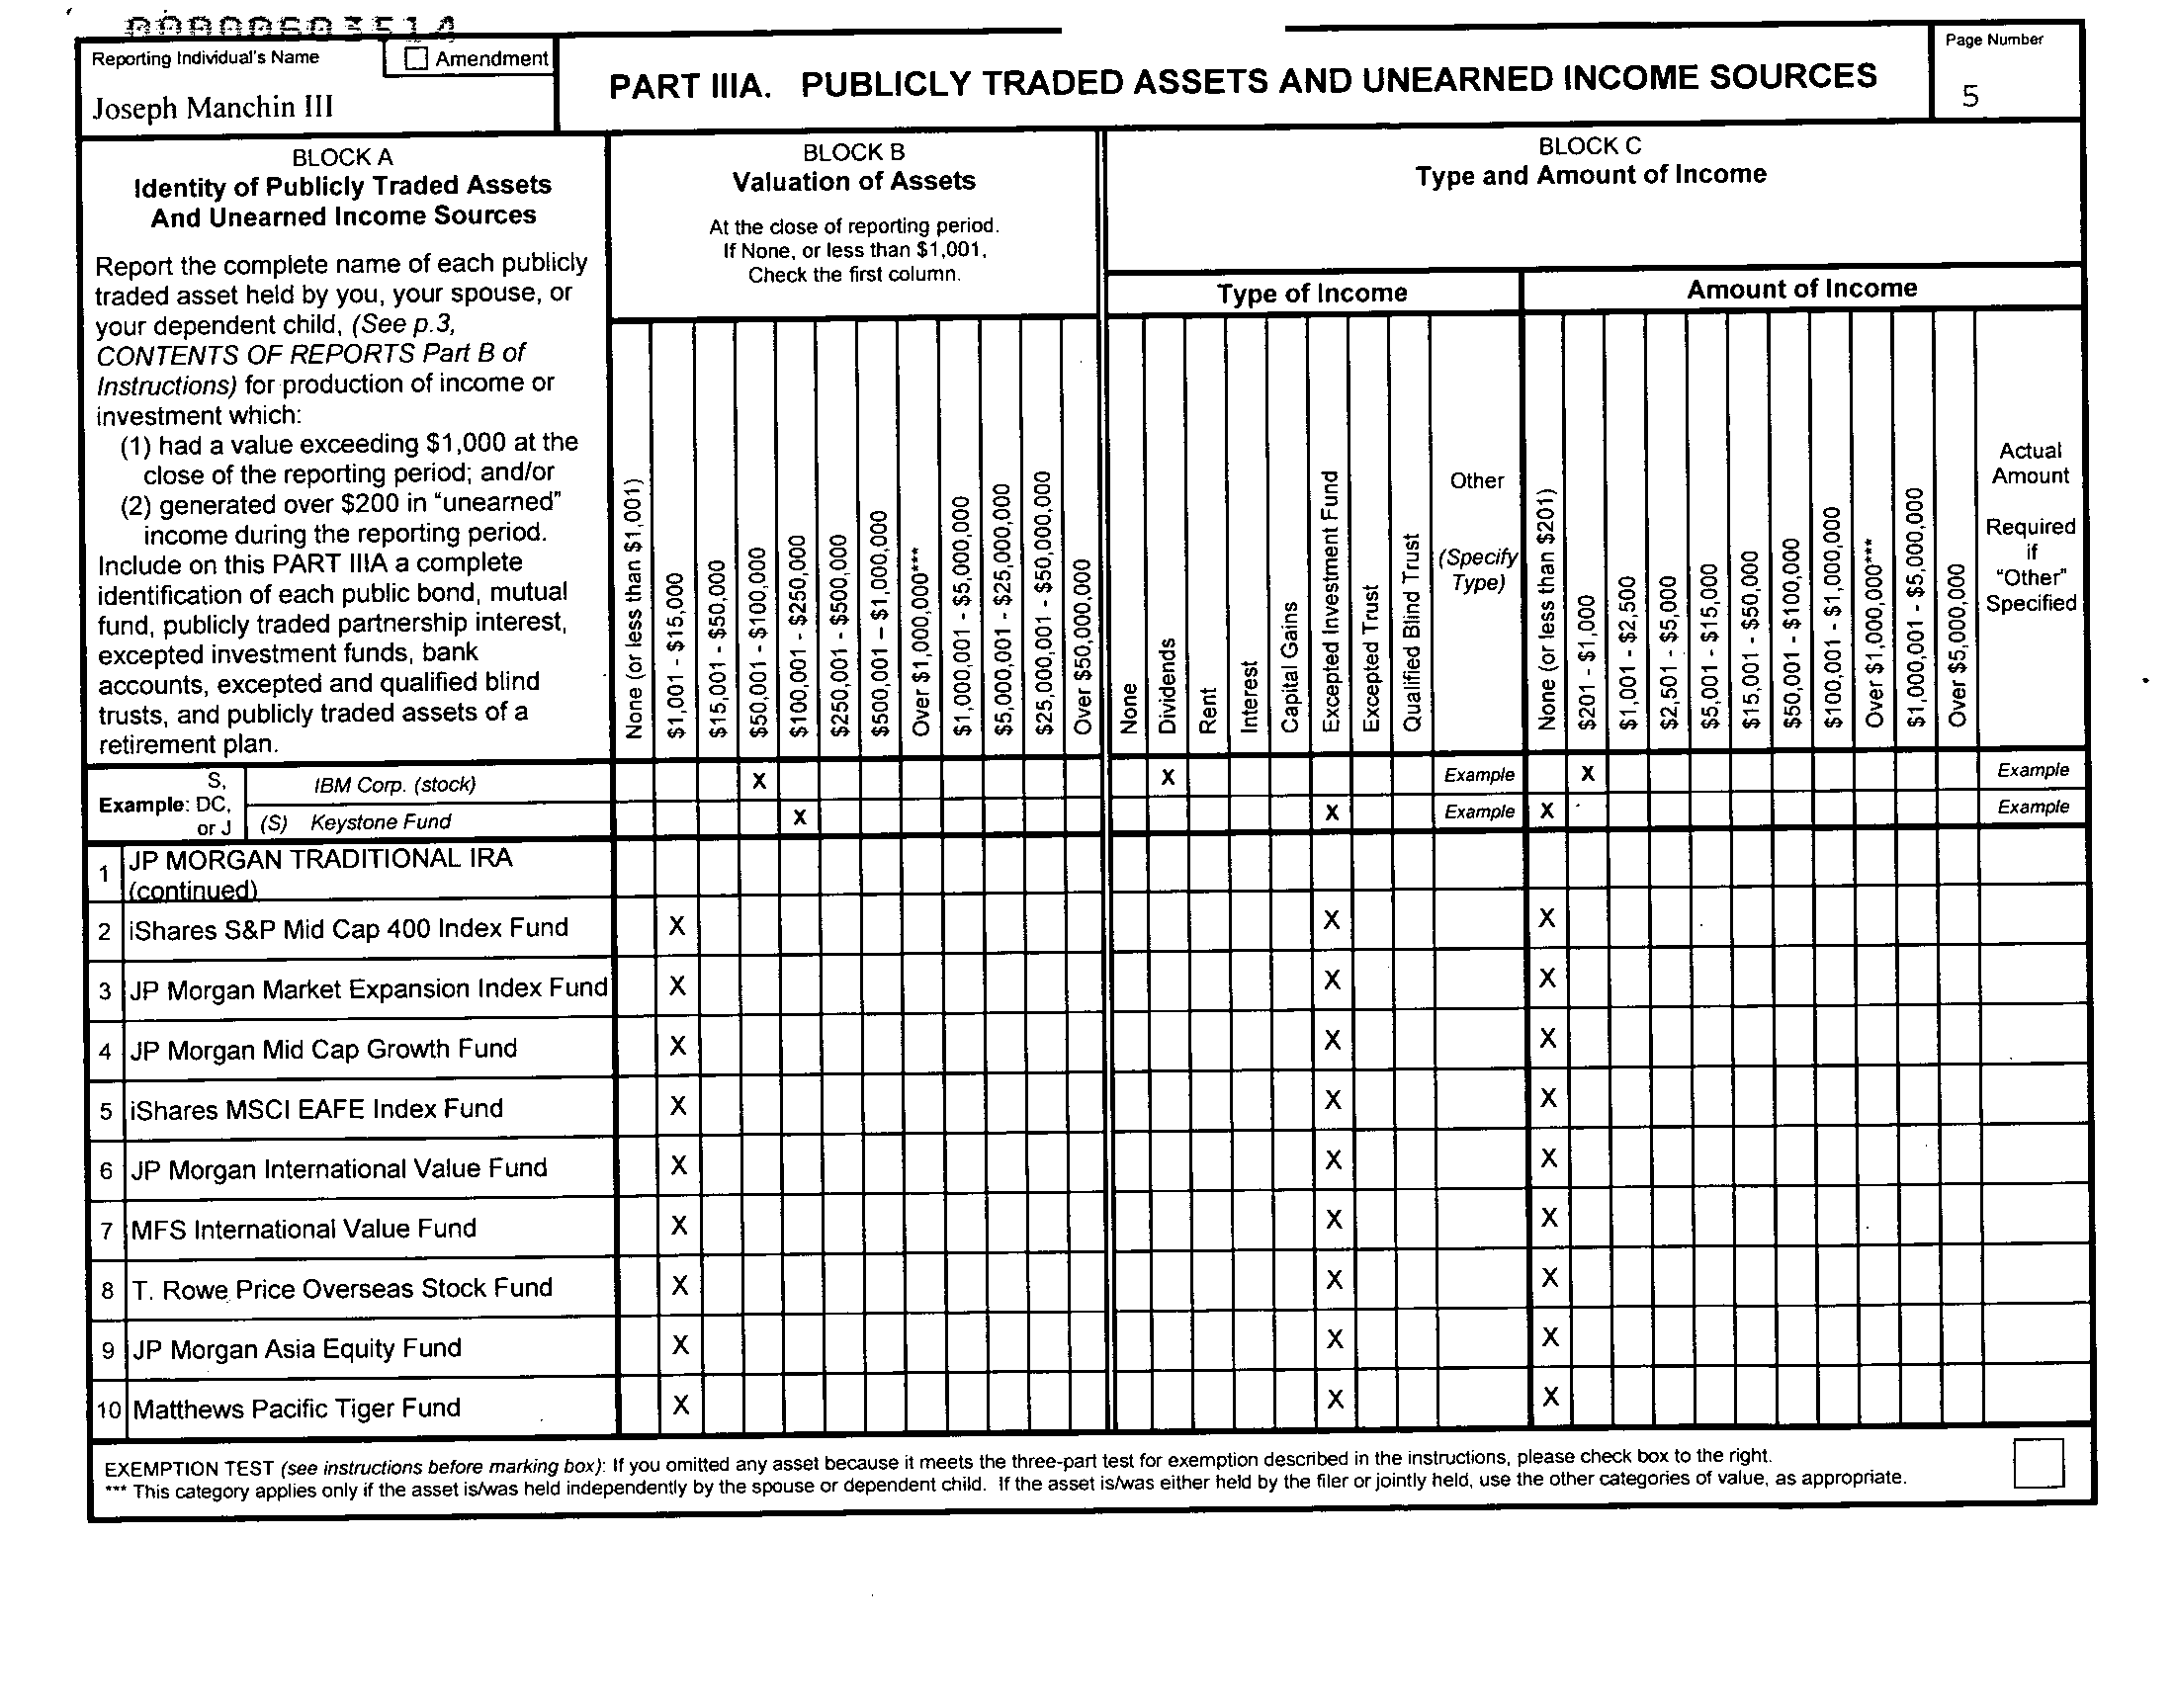 00000603514
Reporting Individual's Name
Amendment
Joseph Manchin III
PART IIIA. PUBLICLY TRADED ASSETS AND UNEARNED INCOME SOURCES
Page Number
5
BLOCK A
Identity of Publicly Traded Assets
And Unearned Income Sources
Report the complete name of each publicly
traded asset held by you, your spouse, or
your dependent child, (See p.3,
CONTENTS OF REPORTS Part B of
Instructions) for production of income or
investment which:
(1) had a value exceeding $1,000 at the
close of the reporting period; and/or
(2) generated over $200 in “unearned”
income during the reporting period.
Include on this PART IIIA a complete
identification of each public bond, mutual
fund, publicly traded partnership interest,
excepted investment funds, bank
accounts, excepted and qualified blind
trusts, and publicly traded assets of a
retirement plan.
BLOCK B
Valuation of Assets
At the close of reporting period.
If None, or less than $1,001,
Check the first column.
None (or less than $1,001)
$1,001 - $15,000
$15,001 - $50,000
$50,001 - $100,000
$100,001 - $250,000
$250,001 - $500,000
$500,001 – $1,000,000
Over $1,000,000***
$1,000,001 - $5,000,000
$5,000,001 - $25,000,000
$25,000,001 - $50,000,000
Over $50,000,000
BLOCK C
Type and Amount of Income
Type of Income
Amount of Income
None
Dividends
Rent
Interest
Capital Gains
Excepted Investment Fund
Excepted Trust
Qualified Blind Trust
Other
(Specify
Type)
None (or less than $201)
$201 - $1,000
$1,001 - $2,500
$2,501 - $5,000
$5,001 - $15,000
$15,001 - $50,000
$50,001 - $100,000
$100,001 - $1,000,000
Over $1,000,000***
$1,000,001 - $5,000,000
Over $5,000,000
Actual
Amount
Required
if
“Other”
Specified
Example: S, DC, or J
IBM Corp. (stock) X X Example X Example
(S) Keystone Fund X X Example X Example
1 JP MORGAN TRADITIONAL IRA
(continued)
2 iShares S&P Mid Cap 400 Index Fund X X X
3 JP Morgan Market Expansion Index Fund X X X
4 JP Morgan Mid Cap Growth Fund X X X
5 iShares MSCI EAFE Index Fund X X X
6 JP Morgan International Value Fund X X X
7 MFS International Value Fund X X X
8 T. Rowe Price Overseas Stock Fund X X X
9 JP Morgan Asia Equity Fund X X X
10 Matthews Pacific Tiger Fund X X X
EXEMPTION TEST (see instructions before marking box): If you omitted any asset because it meets the three-part test for exemption described in the instructions, please check box to the right.
*** This category applies only if the asset is/was held independently by the spouse or dependent child. If the asset is/was either held by the filer or jointly held, use the other categories of value, as appropriate.